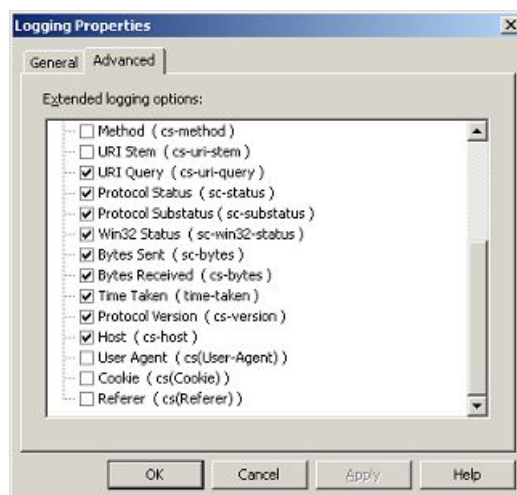 Logging Properties
General Advanced
Extended logging options:
Method ( cs-method )
URI Stem ( cs-uri-stem )
URI Query ( cs-uri-query )
Protocol Status ( sc-status )
Protocol Substatus ( sc-substatus )
Win32 Status ( sc-win32-status )
Bytes Sent ( sc-bytes )
Bytes Received ( cs-bytes )
Time Taken ( time-taken )
Protocol Version ( cs-version )
Host ( cs-host )
User Agent ( cs(User-Agent) )
Cookie ( cs(Cookie) )
Referer ( cs(Referer) )
OK Cancel Apply Help